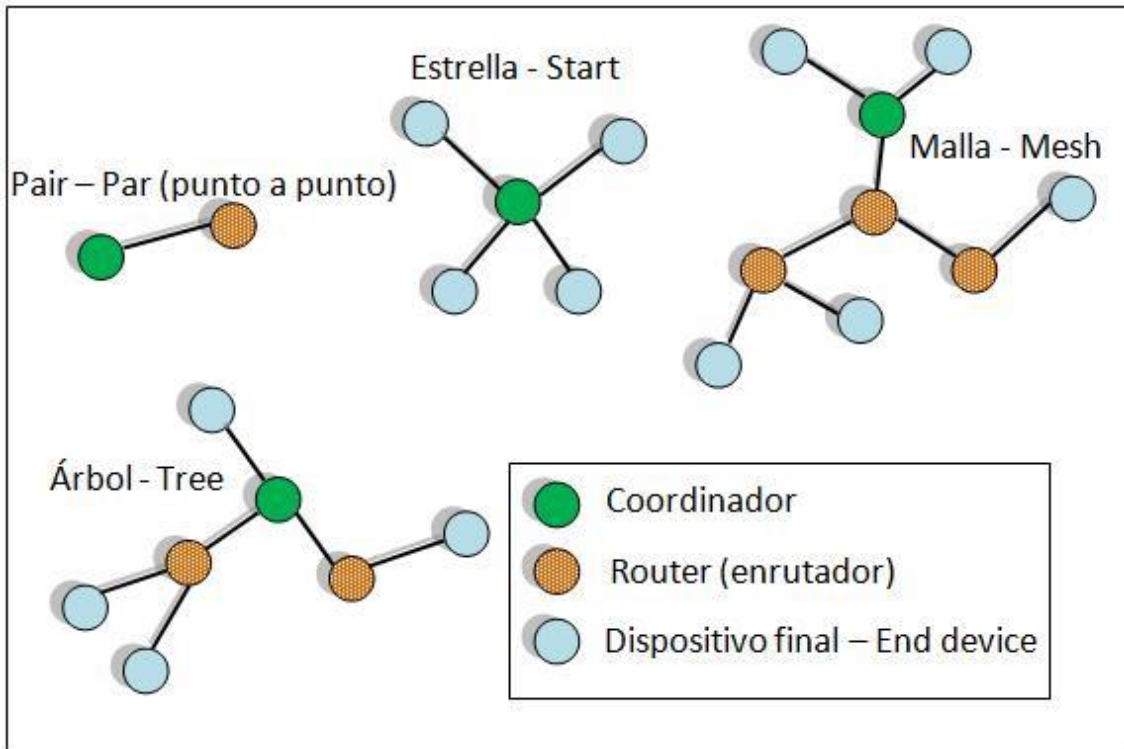 Estrella - Start
Malla - Mesh
Pair – Par (punto a punto)
Árbol - Tree
Coordinador
Router (enrutador)
Dispositivo final – End device